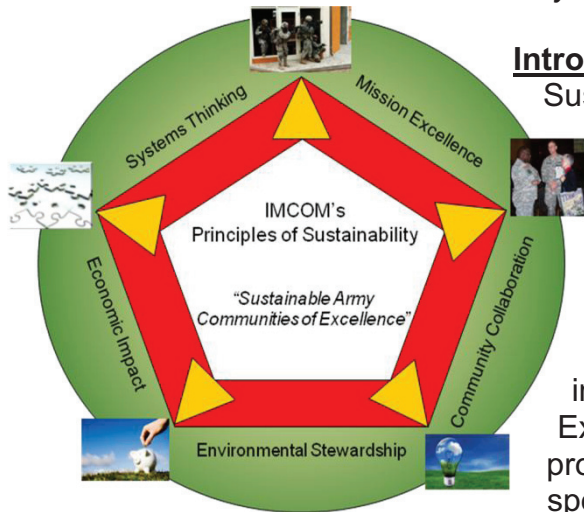 Intro
Sus
Systems Thinking
Mission Excellence
IMCOM's
Principles of Sustainability
"Sustainable Army
Communities of Excellence"
Economic Impact
Community Collaboration
Environmental Stewardship
in
Ex
pro
spe